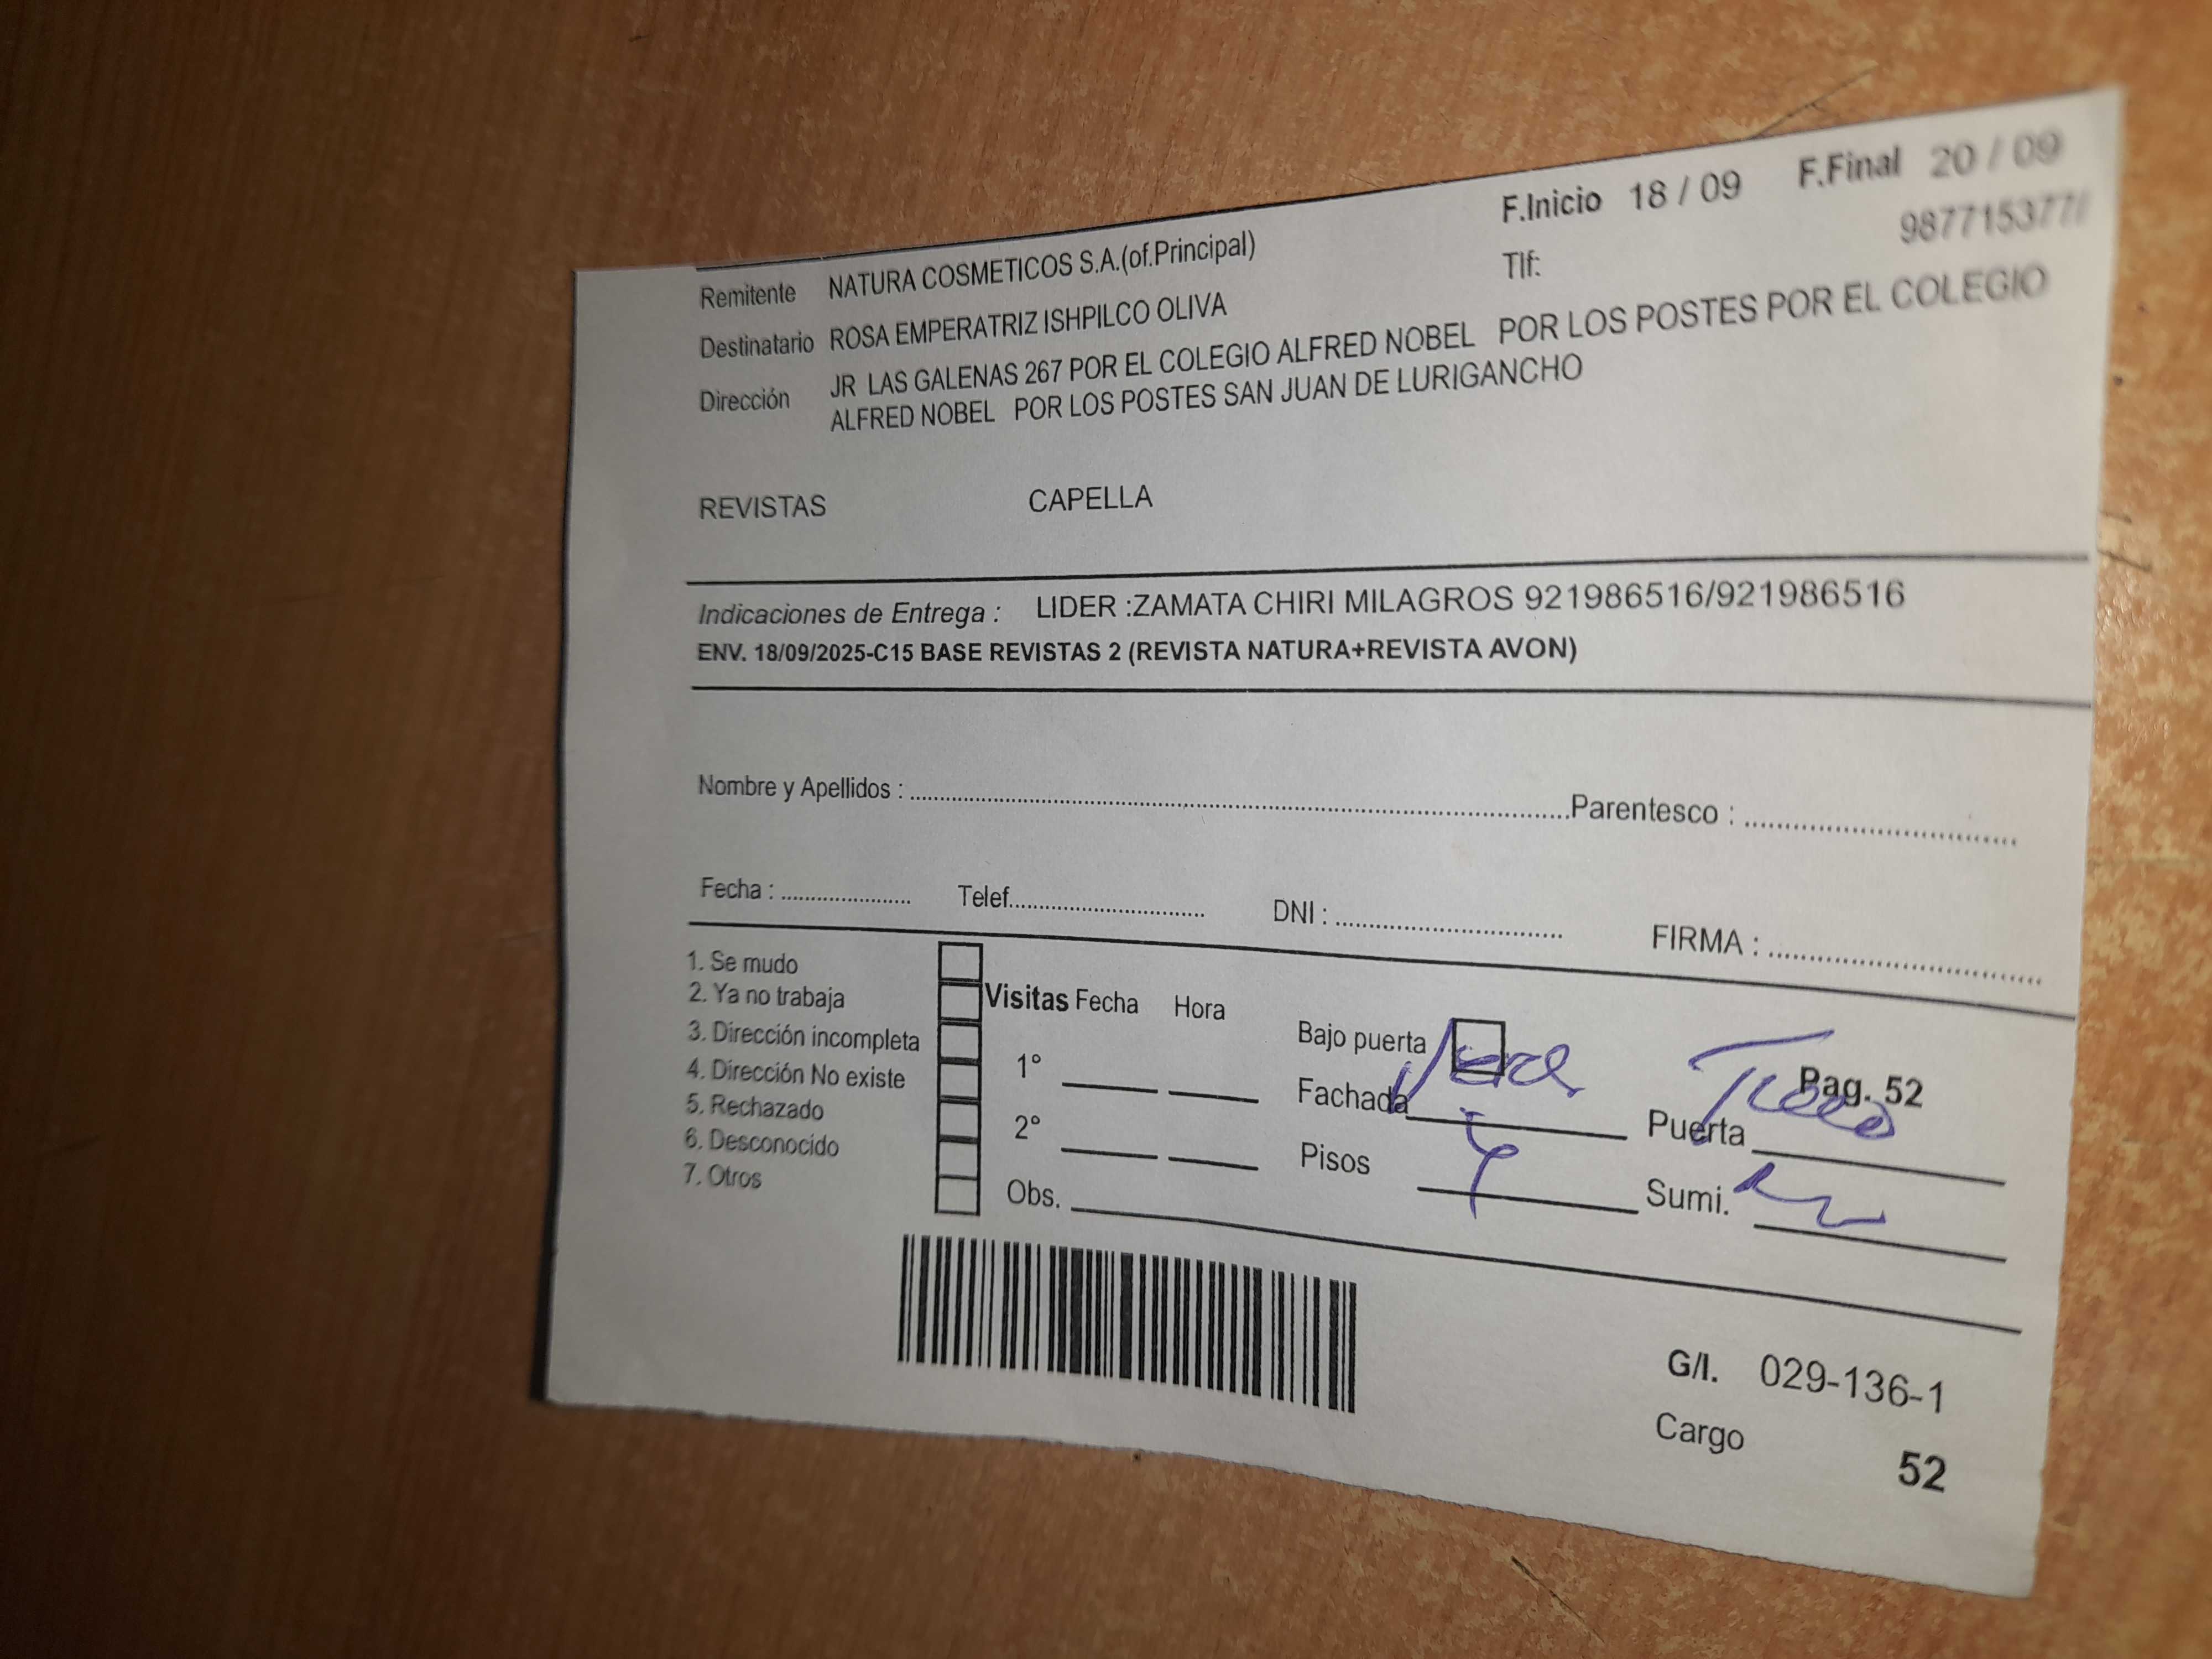 F.Inicio 18 / 09 F.Final 20 / 09
Remitente NATURA COSMETICOS S.A.(of.Principal) Tlf: 987715377/
Destinatario ROSA EMPERATRIZ ISHPILCO OLIVA
Dirección JR LAS GALENAS 267 POR EL COLEGIO ALFRED NOBEL POR LOS POSTES POR EL COLEGIO
ALFRED NOBEL POR LOS POSTES SAN JUAN DE LURIGANCHO
REVISTAS CAPELLA
Indicaciones de Entrega : LIDER :ZAMATA CHIRI MILAGROS 921986516/921986516
ENV. 18/09/2025-C15 BASE REVISTAS 2 (REVISTA NATURA+REVISTA AVON)
Nombre y Apellidos : Parentesco :
Fecha : Telef. DNI : FIRMA :
1. Se mudo
2. Ya no trabaja
3. Dirección incompleta
4. Dirección No existe
5. Rechazado
6. Desconocido
7. Otros
Visitas Fecha Hora
1°
2°
Obs.
Bajo puerta
Fachada
Pisos 4
Pag. 52
Puerta
Sumi.
G/I. 029-136-1
Cargo 52